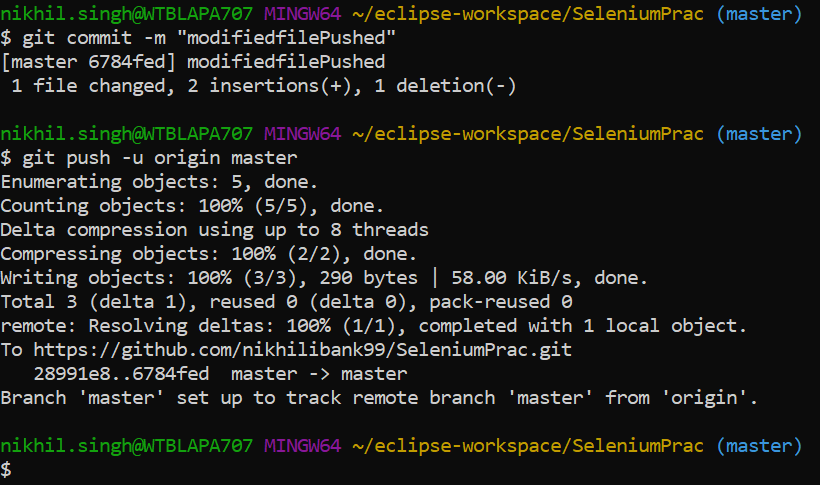 nikhil.singh@WTBLAPA707 MINGW64 ~/eclipse-workspace/SeleniumPrac (master)
$ git commit -m "modifiedfilePushed"
[master 6784fed] modifiedfilePushed
 1 file changed, 2 insertions(+), 1 deletion(-)

nikhil.singh@WTBLAPA707 MINGW64 ~/eclipse-workspace/SeleniumPrac (master)
$ git push -u origin master
Enumerating objects: 5, done.
Counting objects: 100% (5/5), done.
Delta compression using up to 8 threads
Compressing objects: 100% (2/2), done.
Writing objects: 100% (3/3), 290 bytes | 58.00 KiB/s, done.
Total 3 (delta 1), reused 0 (delta 0), pack-reused 0
remote: Resolving deltas: 100% (1/1), completed with 1 local object.
To https://github.com/nikhilibank99/SeleniumPrac.git
   28991e8..6784fed  master -> master
Branch 'master' set up to track remote branch 'master' from 'origin'.

nikhil.singh@WTBLAPA707 MINGW64 ~/eclipse-workspace/SeleniumPrac (master)
$